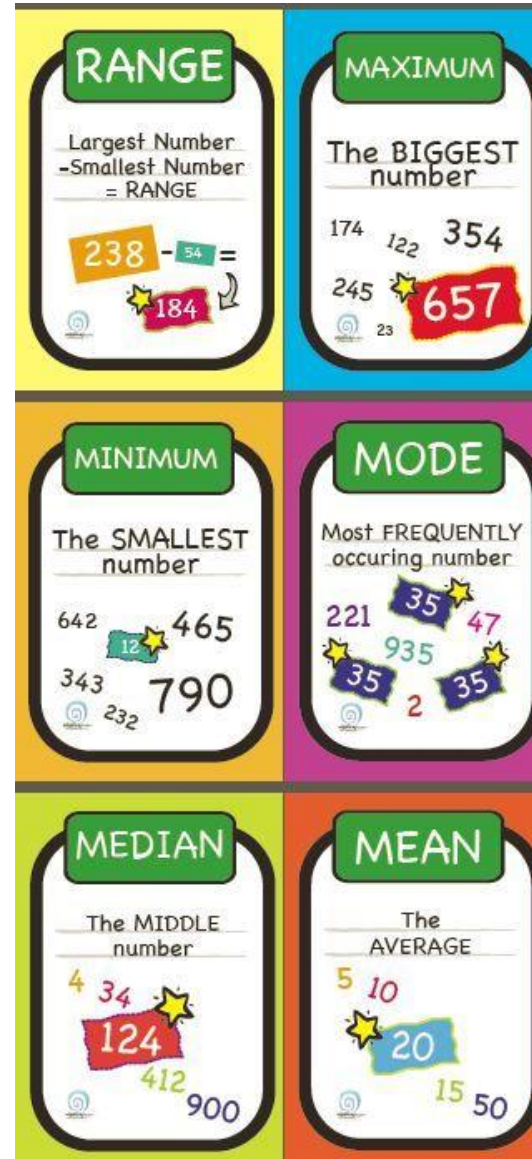 RANGE
Largest Number
-Smallest Number
= RANGE
238 - 54 =
184
MAXIMUM
The BIGGEST
number
174 122 354
245 657
23
MINIMUM
The SMALLEST
number
642 12 465
343 232 790
MODE
Most FREQUENTLY
occuring number
35
221 47
935
35 35
2
MEDIAN
The MIDDLE
number
4 34
124
412
900
MEAN
The
AVERAGE
5 10
20
15 50